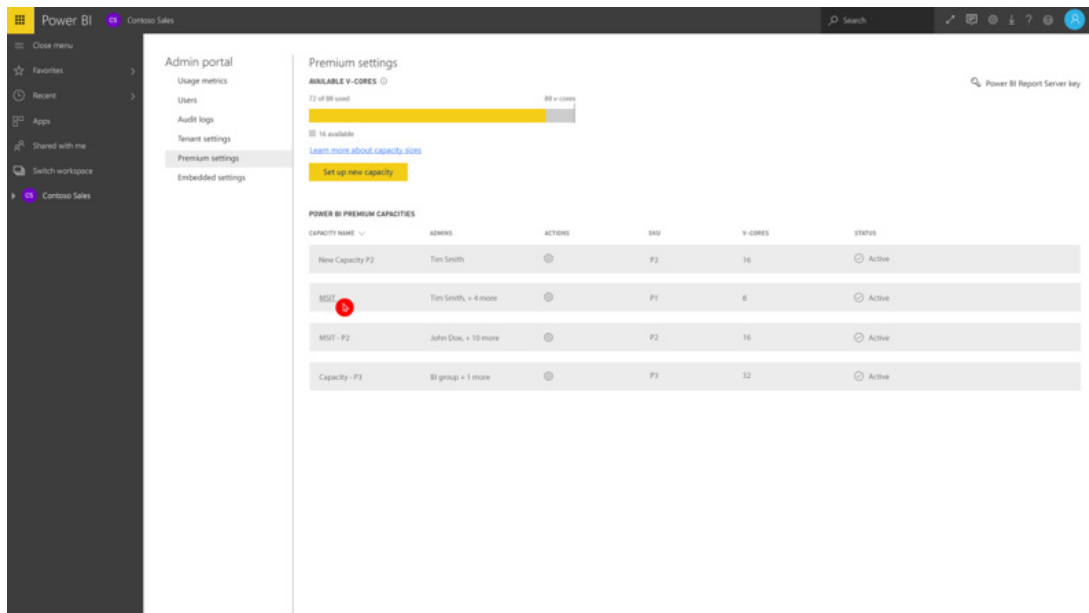 Power BI CS Contoso Sales Search ?
Close menu
Favorites
Recent
Apps
Shared with me
Switch workspace
CS Contoso Sales
Admin portal
Usage metrics
Users
Audit logs
Tenant settings
Premium settings
Embedded settings
Premium settings
AVAILABLE V-CORES
72 of 88 used 88 v-cores
16 available
Learn more about capacity sizes
Set up new capacity
Power BI Report Server key
POWER BI PREMIUM CAPACITIES
CAPACITY NAME ADMINS ACTIONS SKU V-CORES STATUS
New Capacity P2 Tim Smith P2 16 Active
MSIT Tim Smith, + 4 more P1 8 Active
MSIT - P2 John Doe, + 10 more P2 16 Active
Capacity - P3 BI group + 1 more P3 32 Active